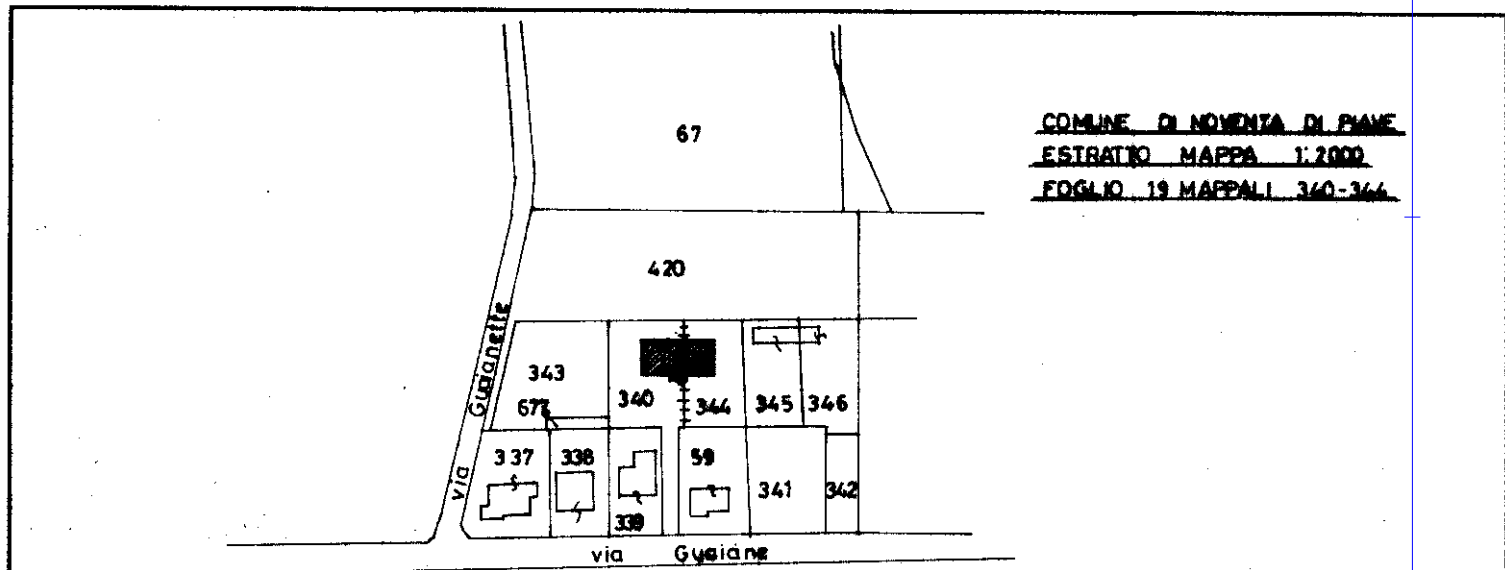 67
COMUNE DI NOVENTA DI PIAVE
ESTRATTO MAPPA 1:2000
FOGLIO 19 MAPPALI 340-344
420
via Guaianette
343
677
340
344
345
346
337
338
339
59
341
342
via Guaiane